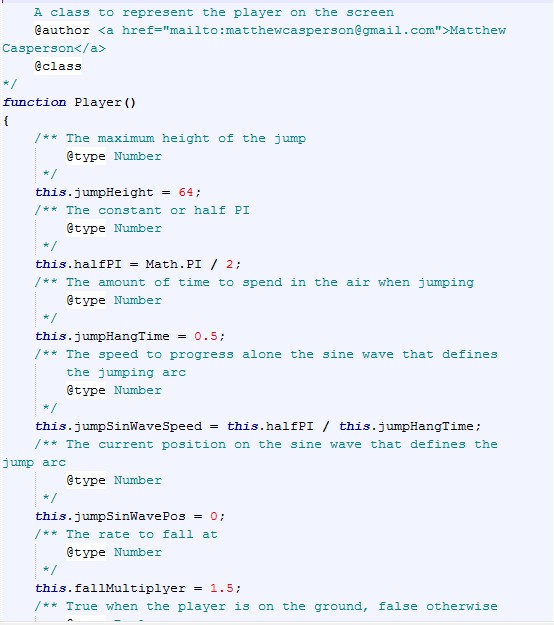 A class to represent the player on the screen
@author <a href="mailto:matthewcasperson@gmail.com">Matthew
Casperson</a>
@class
*/
function Player()
{
/** The maximum height of the jump
@type Number
*/
this.jumpHeight = 64;
/** The constant or half PI
@type Number
*/
this.halfPI = Math.PI / 2;
/** The amount of time to spend in the air when jumping
@type Number
*/
this.jumpHangTime = 0.5;
/** The speed to progress alone the sine wave that defines
the jumping arc
@type Number
*/
this.jumpSinWaveSpeed = this.halfPI / this.jumpHangTime;
/** The current position on the sine wave that defines the
jump arc
@type Number
*/
this.jumpSinWavePos = 0;
/** The rate to fall at
@type Number
*/
this.fallMultiplyer = 1.5;
/** True when the player is on the ground, false otherwise